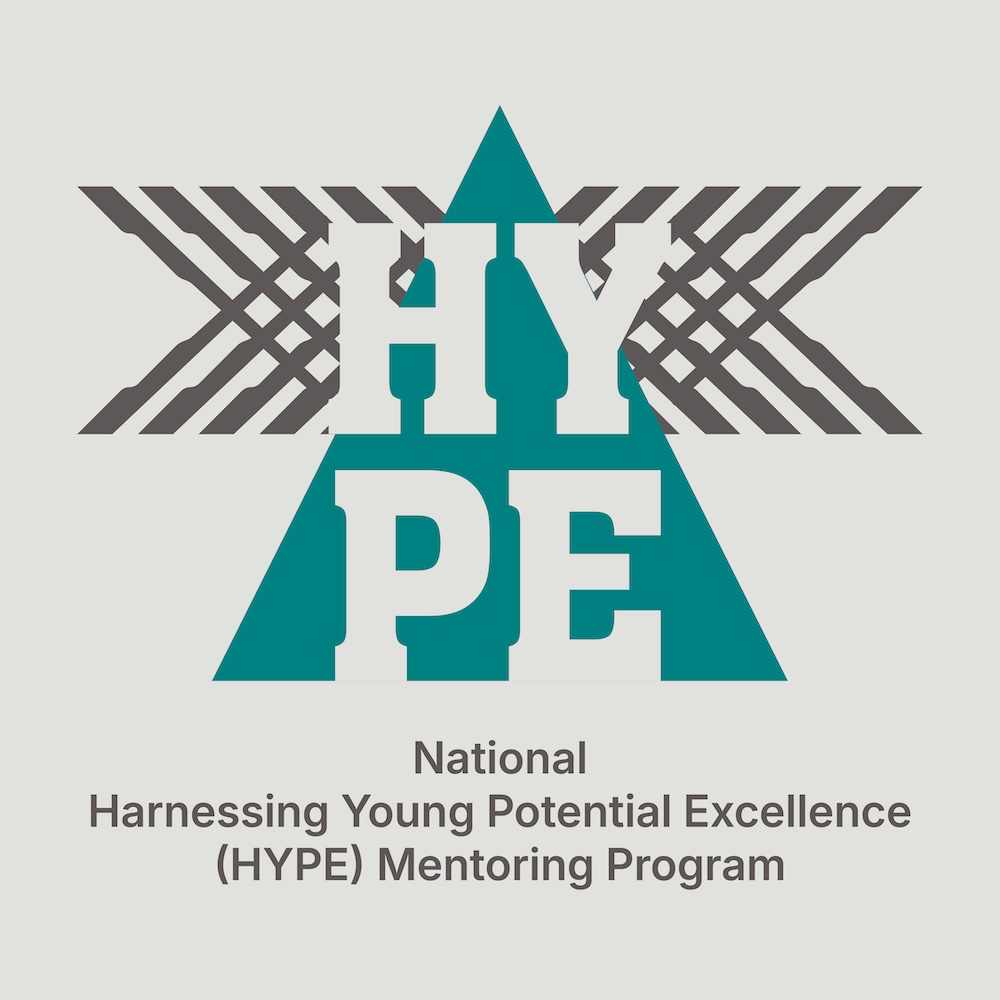 HY
PE
National
Harnessing Young Potential Excellence
(HYPE) Mentoring Program